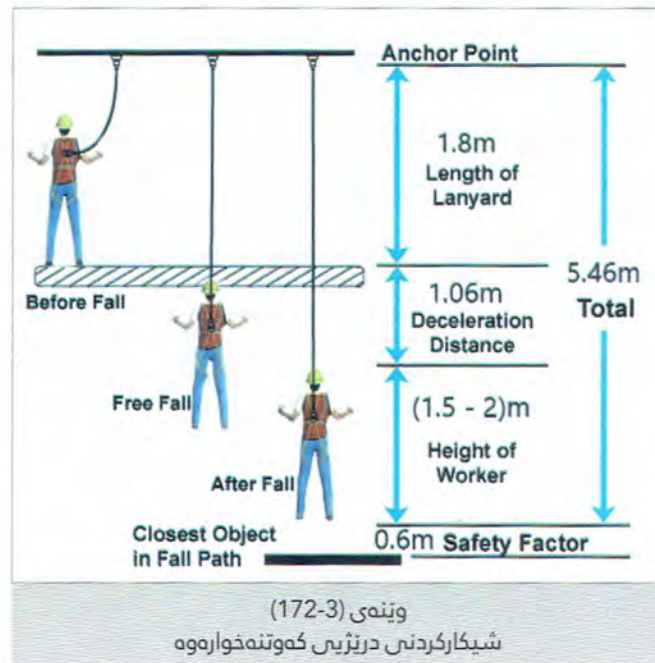 Anchor Point
1.8m
Length of
Lanyard
Before Fall
1.06m
Deceleration
Distance
5.46m
Total
Free Fall
(1.5 - 2)m
Height of
Worker
After Fall
Closest Object
in Fall Path
0.6m Safety Factor
وێنەی (3-172)
شیکارکردنی درێژیی کەوتنەخوارەوە